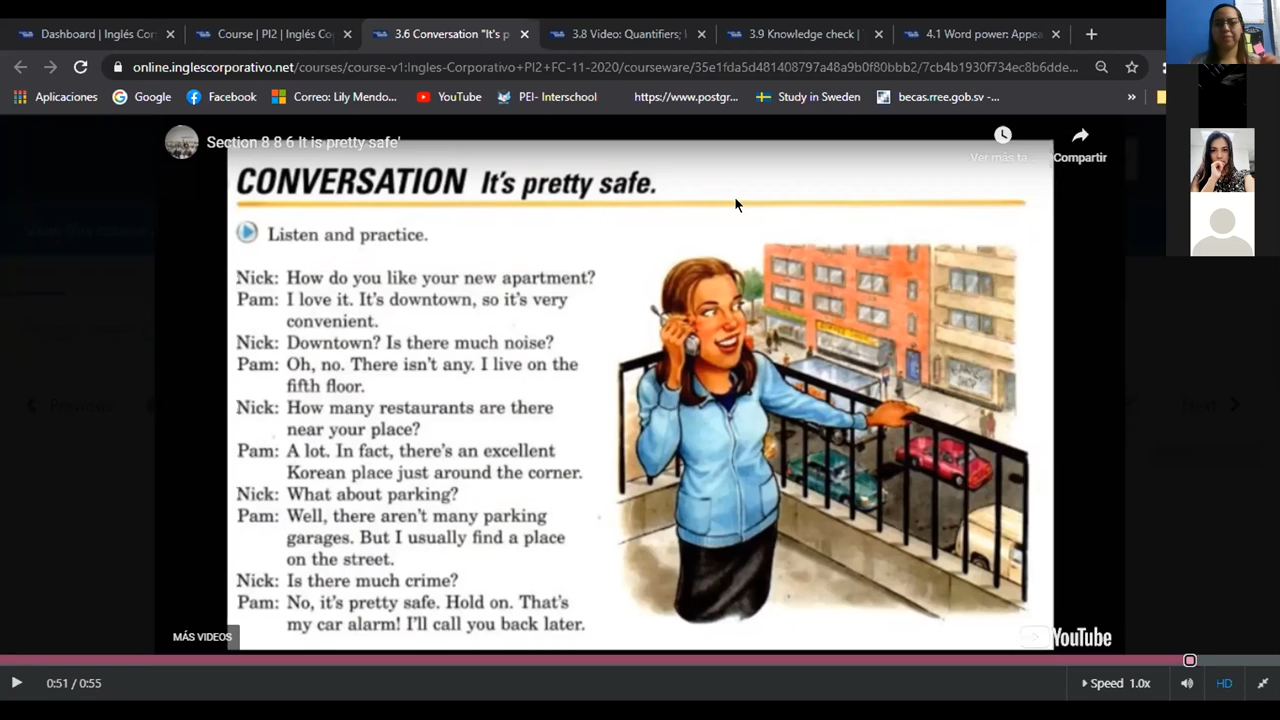 Dashboard | Inglés Cor
Course | PI2 | Inglés Co
3.6 Conversation "It's p
3.8 Video: Quantifiers;
3.9 Knowledge check |
4.1 Word power: Appea
online.inglescorporativo.net/courses/course-v1:Ingles-Corporativo+PI2+FC-11-2020/courseware/35e1fda5d481408797a48a9b0f80bbb2/7cb4b1930f734ec8b6dde...
Aplicaciones
Google
Facebook
Correo: Lily Mendo...
YouTube
PEI- Interschool
https://www.postgr...
Study in Sweden
becas.rree.gob.sv -...
»
Section 8 8 6 It is pretty safe'
Ver más ta
Compartir
CONVERSATION It's pretty safe.
Listen and practice.
Nick: How do you like your new apartment?
Pam: I love it. It's downtown, so it's very
convenient.
Nick: Downtown? Is there much noise?
Pam: Oh, no. There isn't any. I live on the
fifth floor.
Nick: How many restaurants are there
near your place?
Pam: A lot. In fact, there's an excellent
Korean place just around the corner.
Nick: What about parking?
Pam: Well, there aren't many parking
garages. But I usually find a place
on the street.
Nick: Is there much crime?
Pam: No, it's pretty safe. Hold on. That's
my car alarm! I'll call you back later.
Next
MÁS VIDEOS
YouTube
0:51 / 0:55
Speed 1.0x
HD